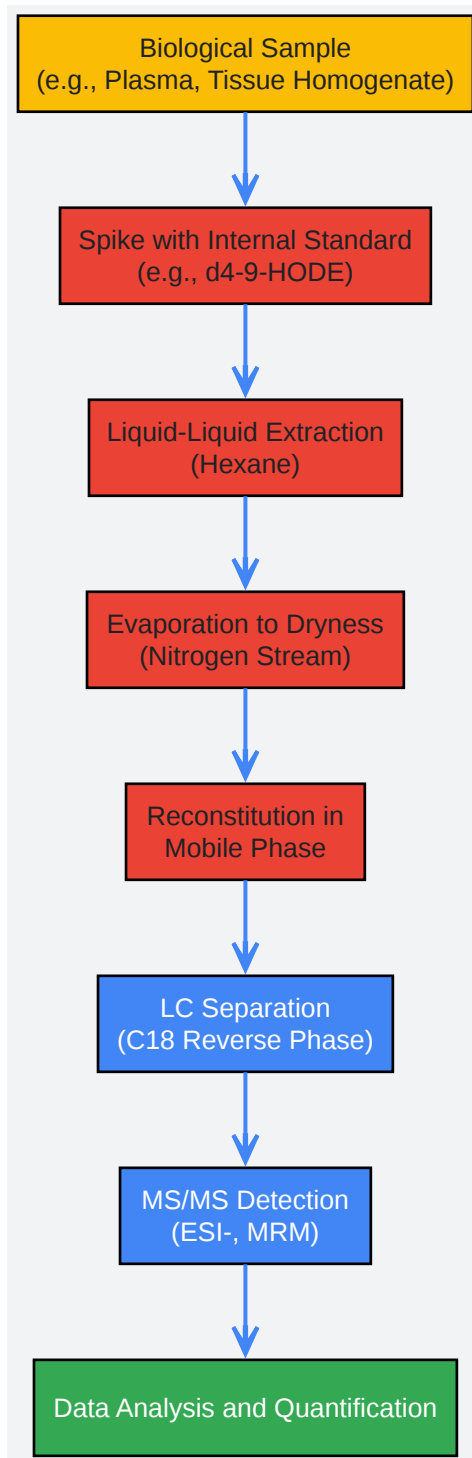 Biological Sample
(e.g., Plasma, Tissue Homogenate)
Spike with Internal Standard
(e.g., d4-9-HODE)
Liquid-Liquid Extraction
(Hexane)
Evaporation to Dryness
(Nitrogen Stream)
Reconstitution in
Mobile Phase
LC Separation
(C18 Reverse Phase)
MS/MS Detection
(ESI-, MRM)
Data Analysis and Quantification